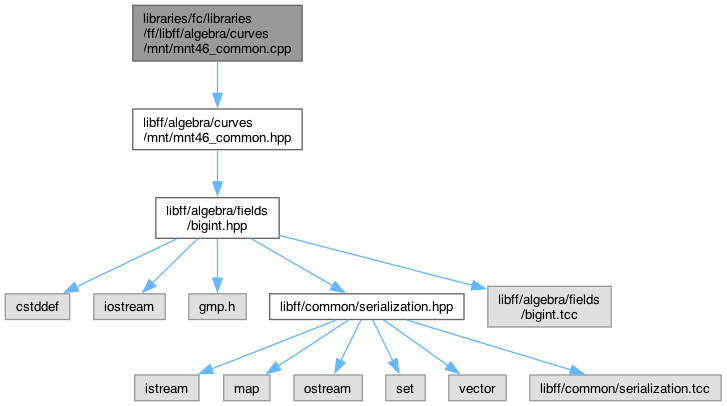 libraries/fc/libraries
/ff/libff/algebra/curves
/mnt/mnt46_common.cpp
libff/algebra/curves
/mnt/mnt46_common.hpp
libff/algebra/fields
/bigint.hpp
cstddef
iostream
gmp.h
libff/common/serialization.hpp
libff/algebra/fields
/bigint.tcc
istream
map
ostream
set
vector
libff/common/serialization.tcc